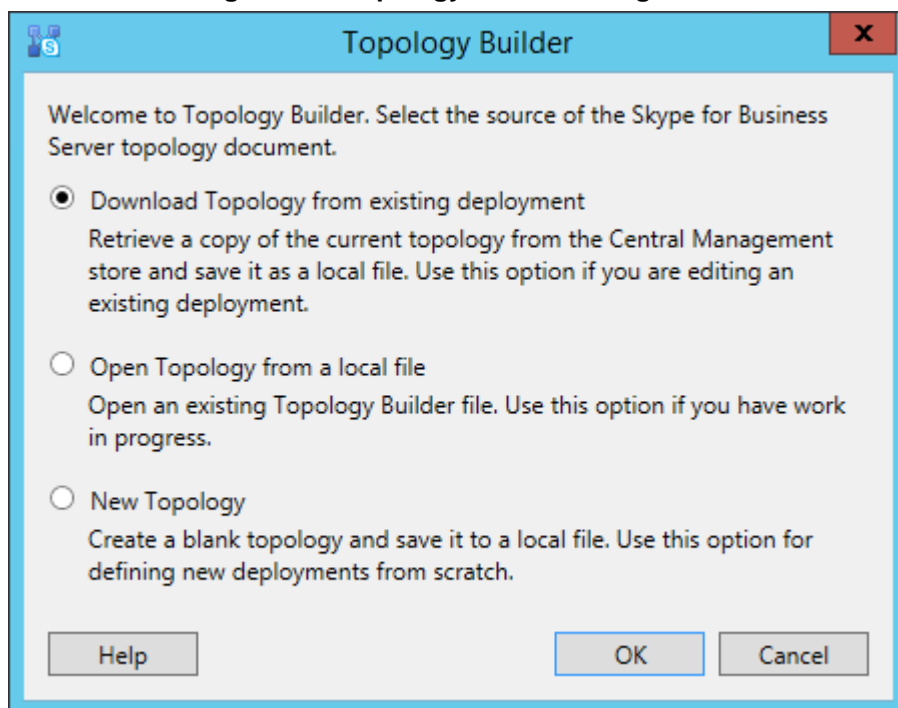 Topology Builder
x
Welcome to Topology Builder. Select the source of the Skype for Business
Server topology document.
Download Topology from existing deployment
Retrieve a copy of the current topology from the Central Management
store and save it as a local file. Use this option if you are editing an
existing deployment.
Open Topology from a local file
Open an existing Topology Builder file. Use this option if you have work
in progress.
New Topology
Create a blank topology and save it to a local file. Use this option for
defining new deployments from scratch.
Help
OK
Cancel